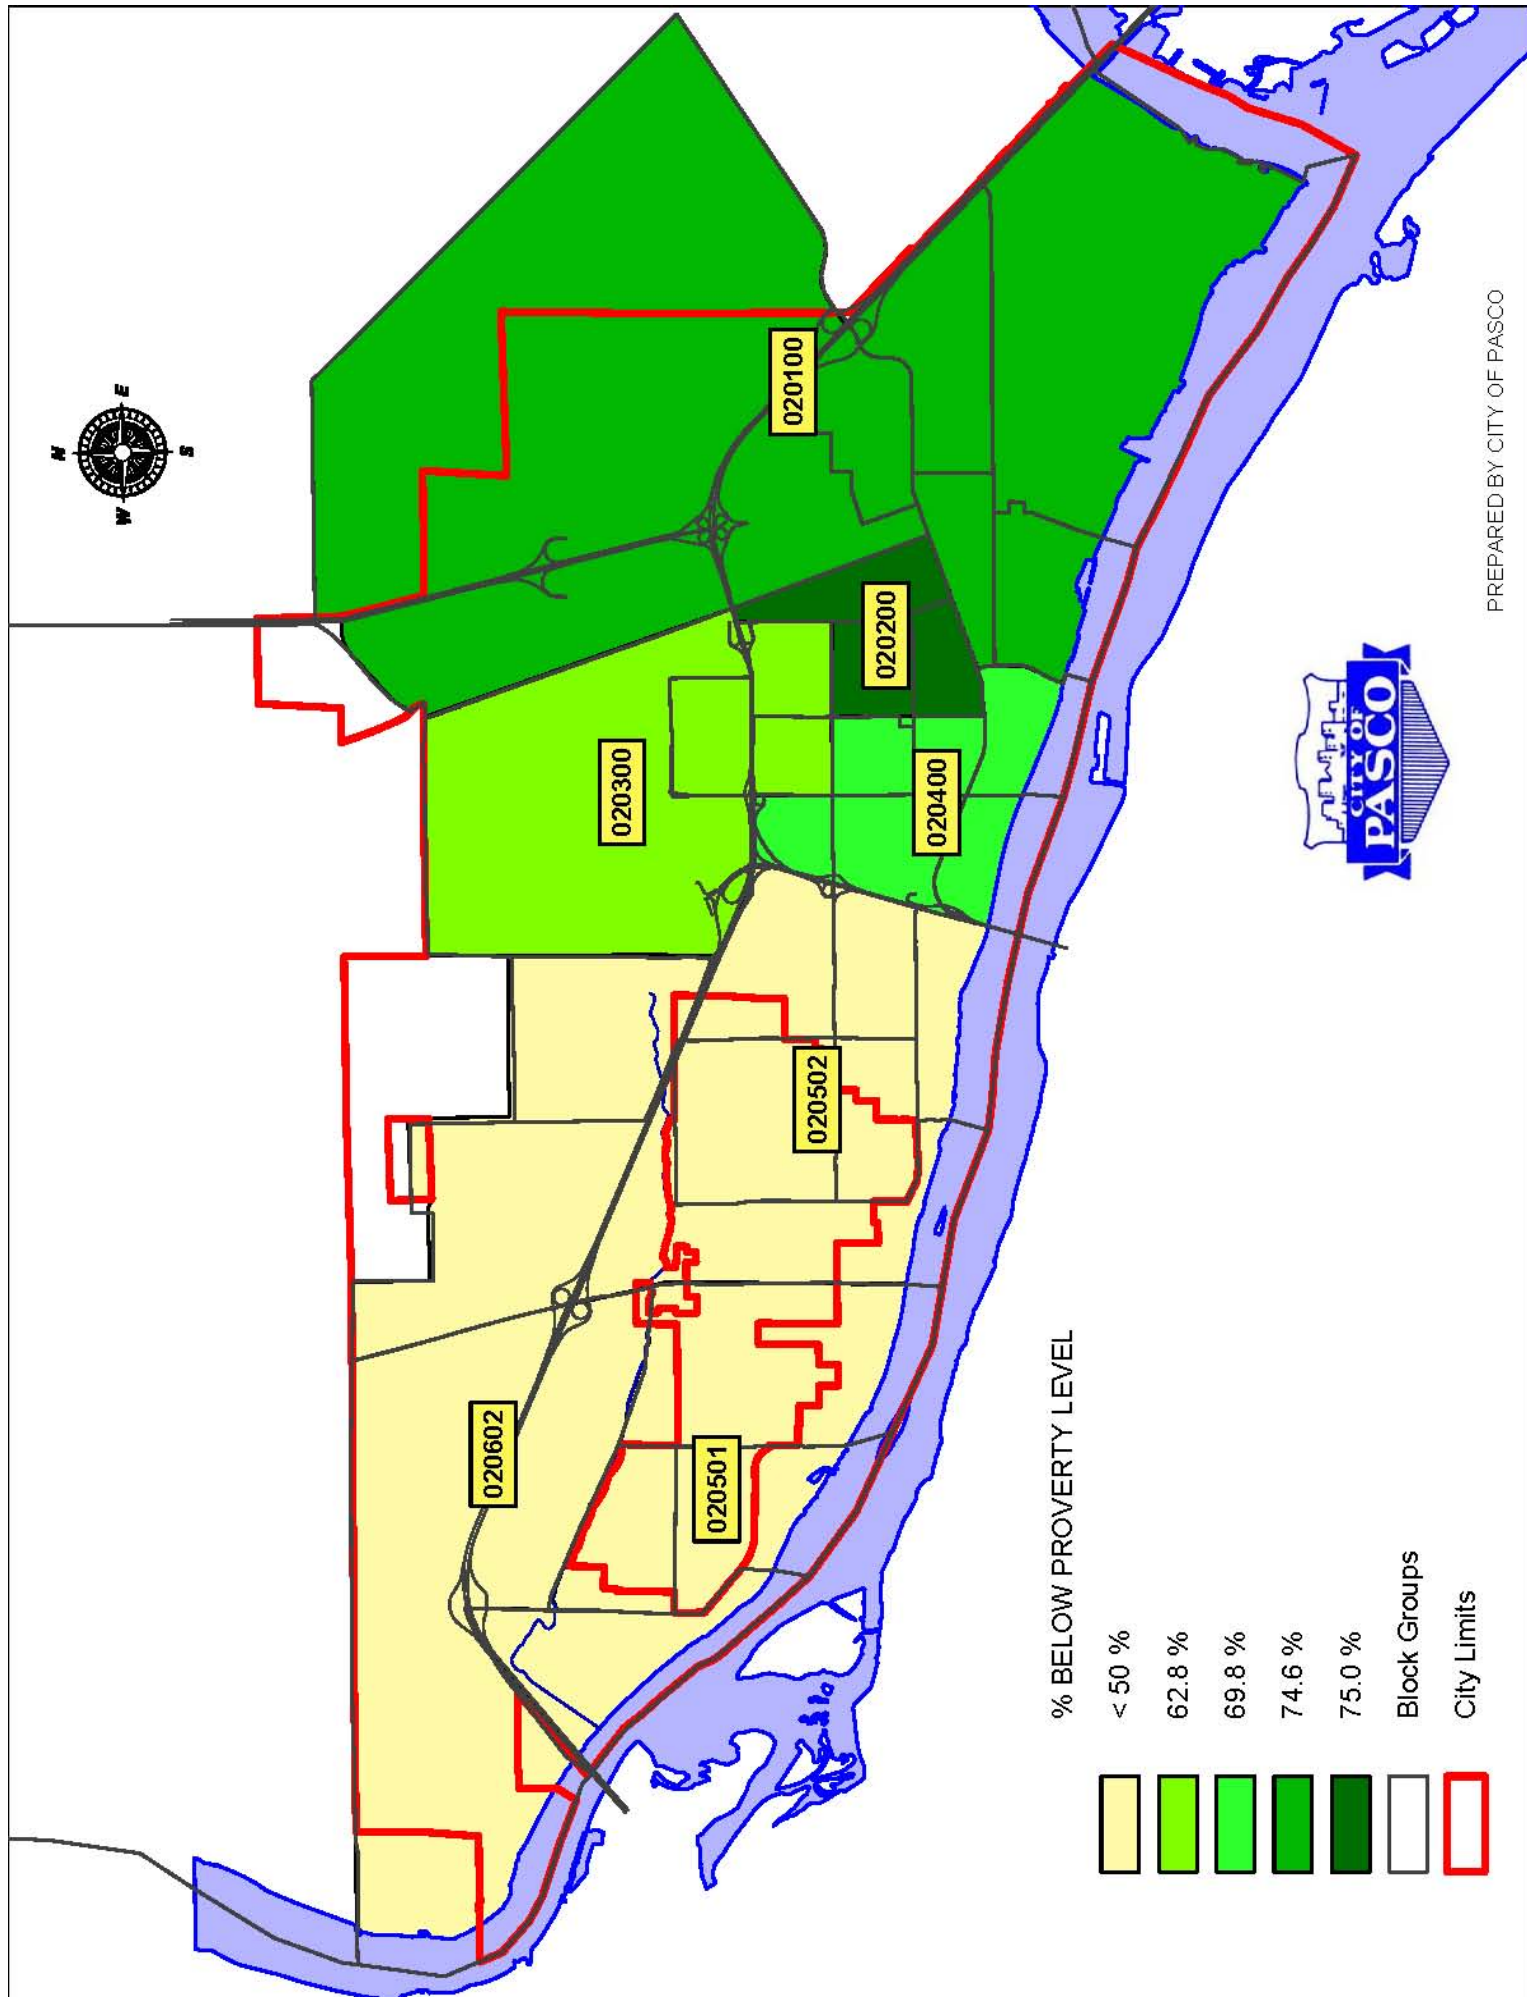 N
W E
S
020100
020200
020300
020400
020502
020602
020501
% BELOW PROVERTY LEVEL
< 50 %
62.8 %
69.8 %
74.6 %
75.0 %
Block Groups
City Limits
CITY OF
PASCO
PREPARED BY CITY OF PASCO